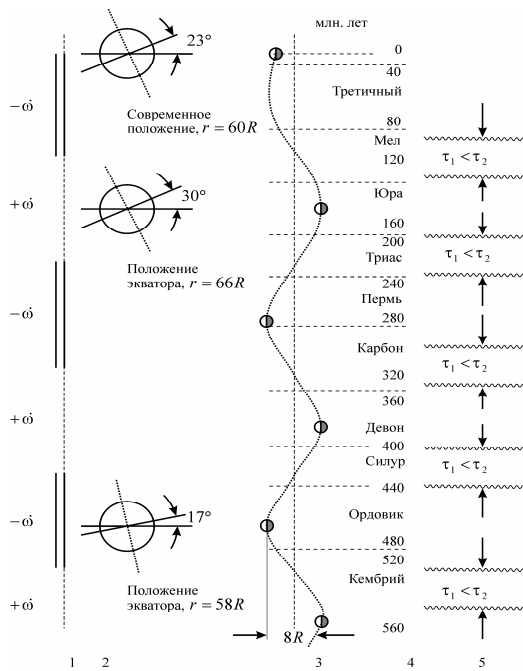 млн. лет
23°
0
−ω̇
40
Третичный
Современное
положение, r = 60R
80
Мел
120
τ₁ < τ₂
30°
Юра
+ω̇
160
200
Триас
τ₁ < τ₂
Положение
экватора, r = 66R
240
Пермь
−ω̇
280
Карбон
τ₁ < τ₂
320
360
+ω̇
Девон
400
Силур
τ₁ < τ₂
440
17°
Ордовик
−ω̇
480
520
Кембрий
τ₁ < τ₂
Положение
экватора, r = 58R
+ω̇
560
8R
1 2 3 4 5